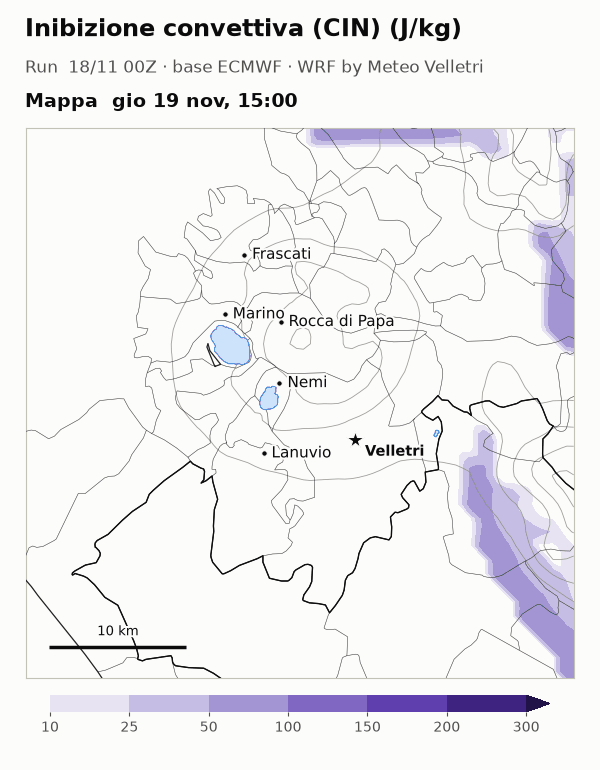 Inibizione convettiva (CIN) (J/kg)
Run 18/11 00Z · base ECMWF · WRF by Meteo Velletri
Mappa gio 19 nov, 15:00
Frascati
Marino
Rocca di Papa
Nemi
Velletri
Lanuvio
10 km
10 25 50 100 150 200 300